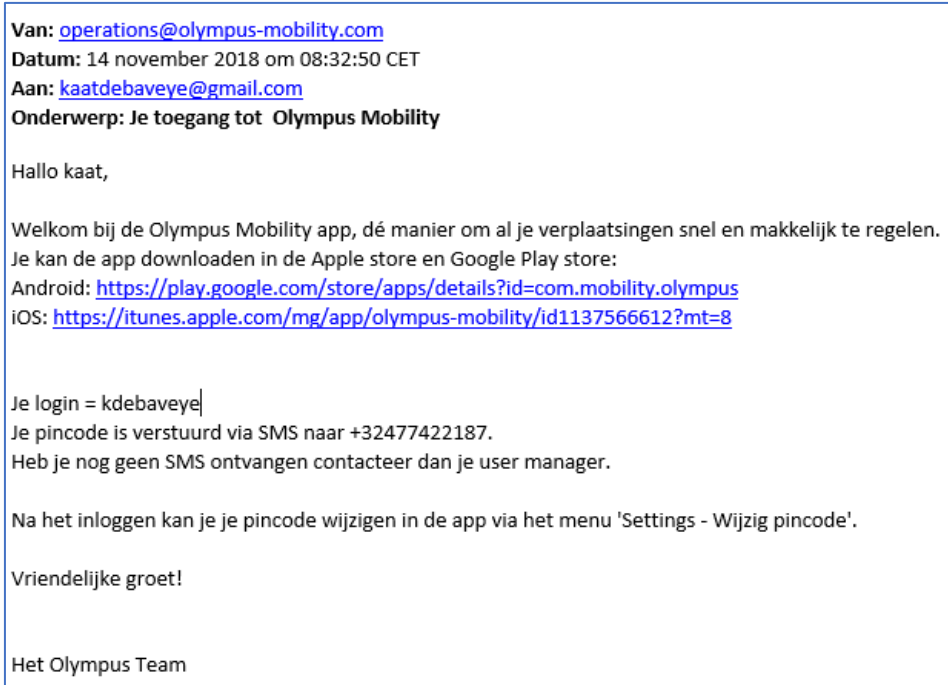 Van: operations@olympus-mobility.com
Datum: 14 november 2018 om 08:32:50 CET
Aan: kaatdebaveye@gmail.com
Onderwerp: Je toegang tot  Olympus Mobility
Hallo kaat,
Welkom bij de Olympus Mobility app, dé manier om al je verplaatsingen snel en makkelijk te regelen.
Je kan de app downloaden in de Apple store en Google Play store:
Android: https://play.google.com/store/apps/details?id=com.mobility.olympus
iOS: https://itunes.apple.com/mg/app/olympus-mobility/id1137566612?mt=8
Je login = kdebaveye
Je pincode is verstuurd via SMS naar +32477422187.
Heb je nog geen SMS ontvangen contacteer dan je user manager.
Na het inloggen kan je je pincode wijzigen in de app via het menu 'Settings - Wijzig pincode'.
Vriendelijke groet!
Het Olympus Team